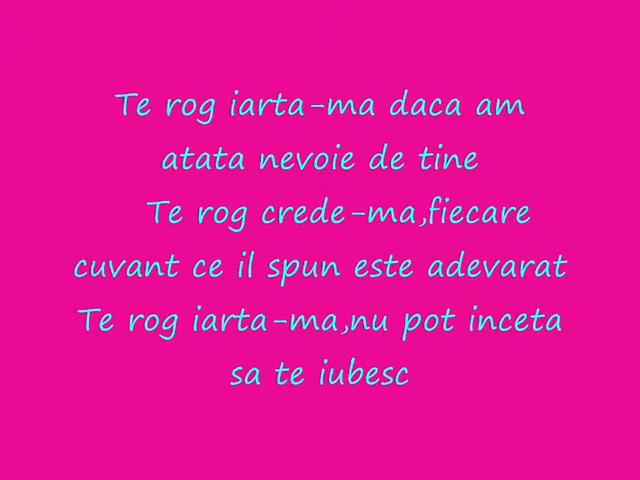 Te rog iarta-ma daca am
atata nevoie de tine
Te rog crede-ma,fiecare
cuvant ce il spun este adevarat
Te rog iarta-ma,nu pot inceta
sa te iubesc